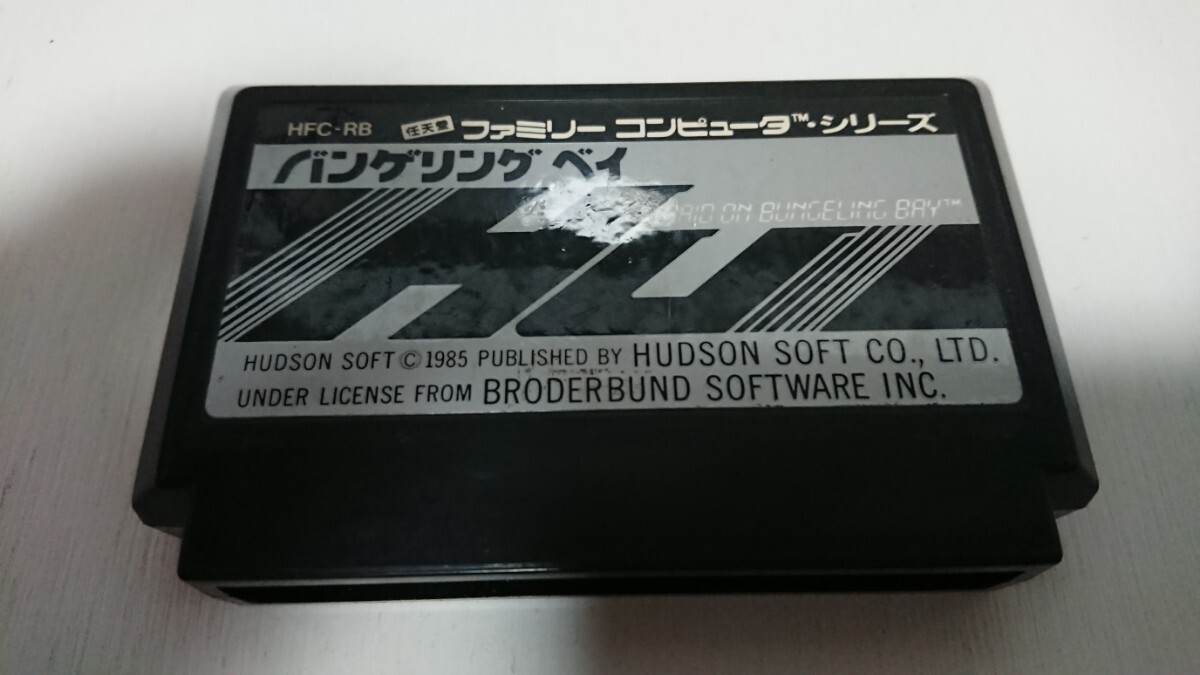 HFC-RB 任天堂 ファミリー コンピュータ™・シリーズ
バンゲリング ベイ
RAID ON BUNGELING BAY™
HUDSON SOFT © 1985 PUBLISHED BY HUDSON SOFT CO., LTD.
UNDER LICENSE FROM BRODERBUND SOFTWARE INC.